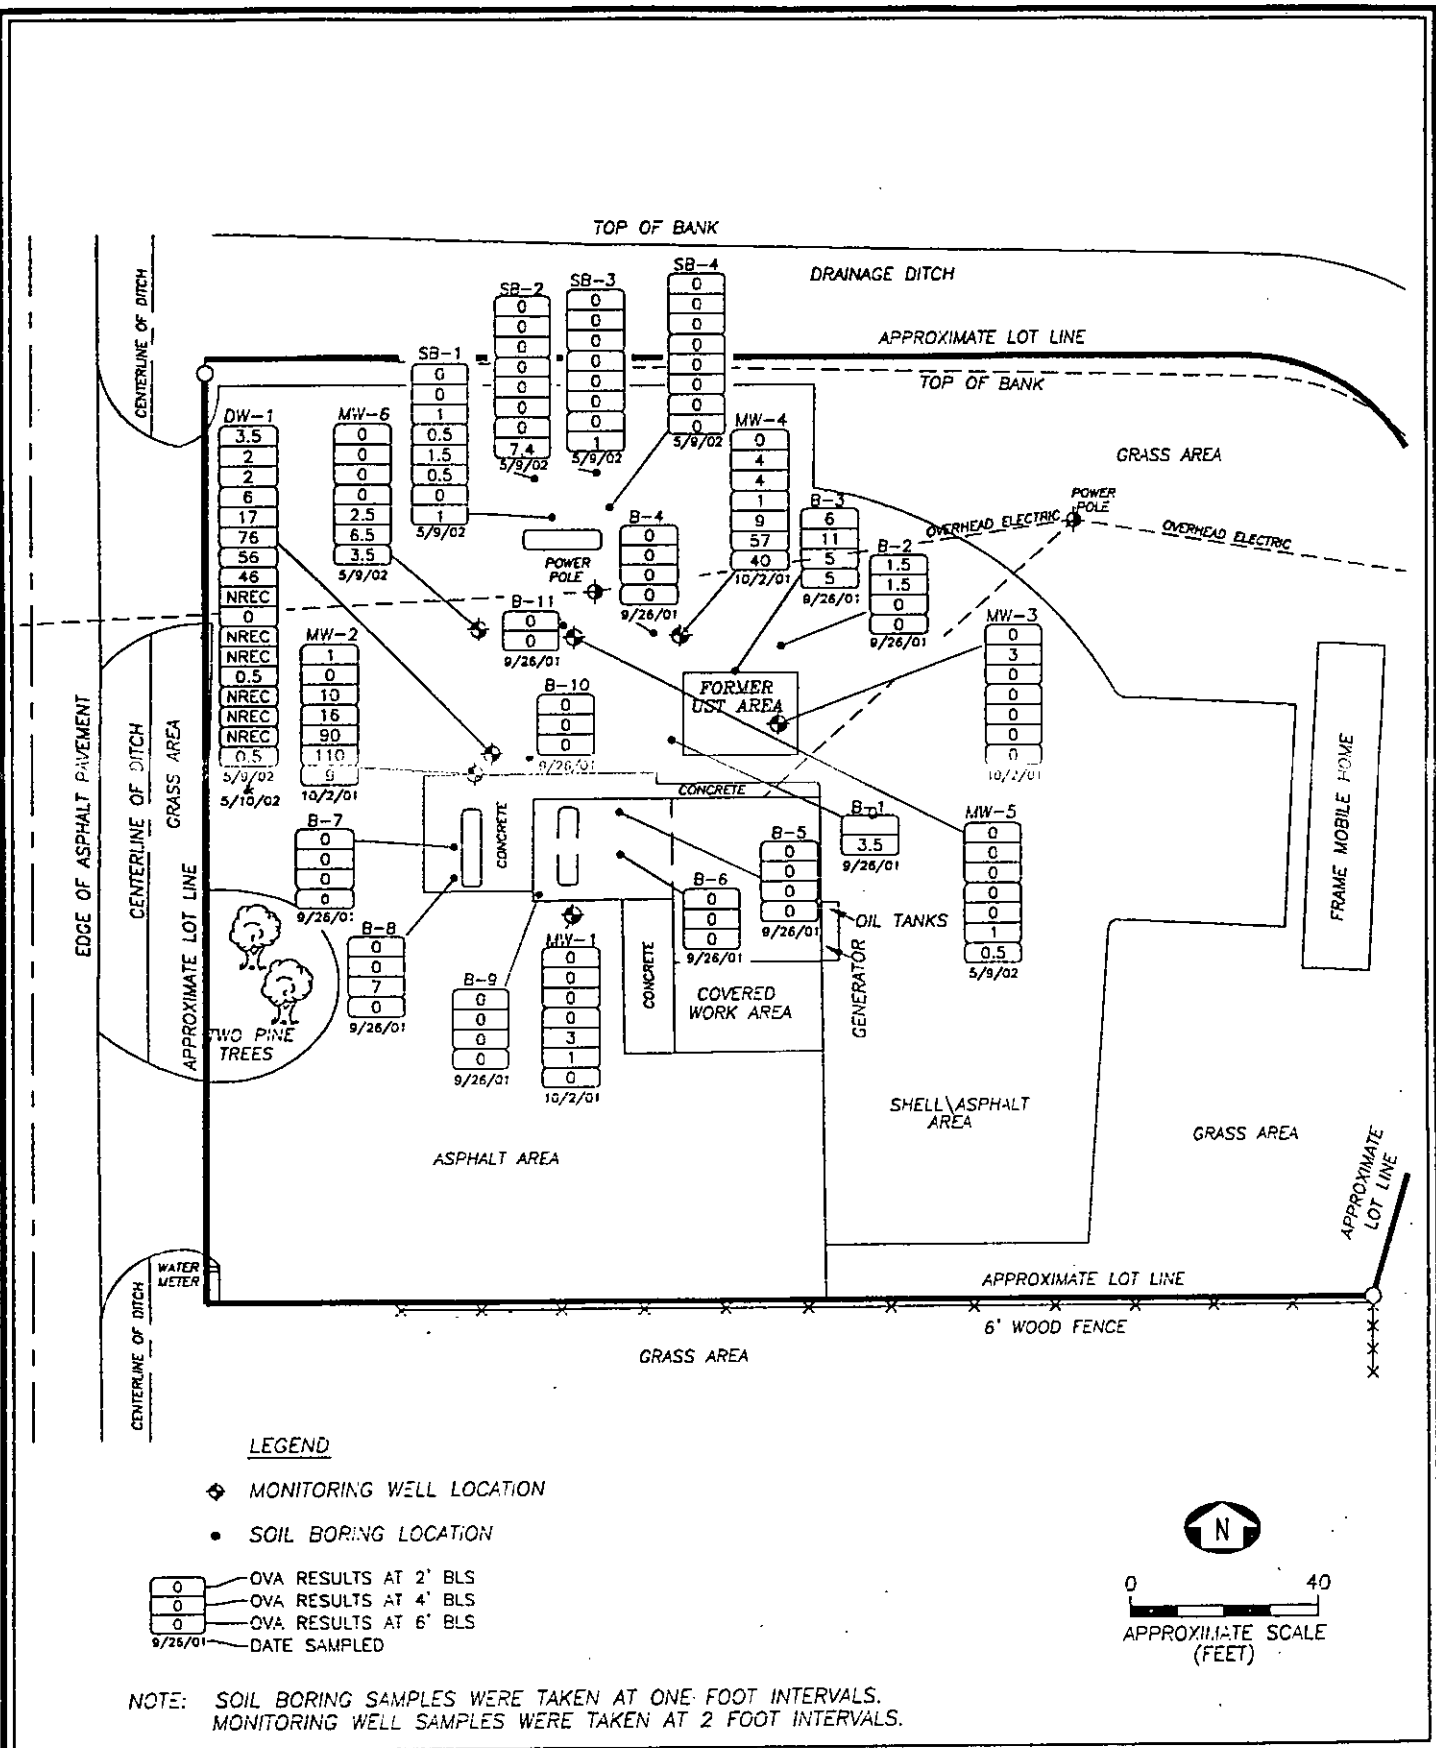 TOP OF BANK
DRAINAGE DITCH
CENTERLINE OF DITCH
APPROXIMATE LOT LINE
TOP OF BANK
GRASS AREA
SB-4
0
0
0
0
0
0
0
0
5/9/02
SB-3
0
0
0
0
0
0
0
1
5/9/02
SB-2
0
0
0
0
0
0
0
7.4
5/9/02
SB-1
0
0
1
0.5
1.5
0.5
0
1
5/9/02
MW-6
0
0
0
0
2.5
6.5
3.5
5/9/02
DW-1
3.5
2
2
6
17
76
56
46
NREC
0
NREC
NREC
0.5
NREC
NREC
NREC
0.5
5/9/02
&
5/10/02
MW-4
0
4
4
1
9
57
40
10/2/01
B-3
6
11
5
5
9/26/01
B-2
1.5
1.5
0
0
9/26/01
B-4
0
0
0
0
9/26/01
POWER
POLE
OVERHEAD ELECTRIC
OVERHEAD ELECTRIC
POWER
POLE
B-11
0
0
9/26/01
MW-2
1
0
10
16
90
110
9
10/2/01
MW-3
0
3
0
0
0
0
0
10/2/01
B-10
0
0
0
9/26/01
FORMER
UST AREA
EDGE OF ASPHALT PAVEMENT
CENTERLINE OF DITCH
GRASS AREA
APPROXIMATE LOT LINE
FRAME MOBILE HOME
CONCRETE
CONCRETE
B-7
0
0
0
0
9/26/01
B-1
0
3.5
9/26/01
MW-5
0
0
0
0
0
1
0.5
5/9/02
B-5
0
0
0
0
9/26/01
B-6
0
0
0
9/26/01
OIL TANKS
GENERATOR
B-8
0
0
7
0
9/26/01
B-9
0
0
0
0
9/26/01
MW-1
0
0
0
0
3
1
0
10/2/01
CONCRETE
COVERED
WORK AREA
TWO PINE
TREES
SHELL\ASPHALT
AREA
GRASS AREA
ASPHALT AREA
APPROXIMATE
LOT LINE
WATER
METER
CENTERLINE OF DITCH
APPROXIMATE LOT LINE
6' WOOD FENCE
GRASS AREA
LEGEND
MONITORING WELL LOCATION
SOIL BORING LOCATION
0
0
0
9/26/01
OVA RESULTS AT 2' BLS
OVA RESULTS AT 4' BLS
OVA RESULTS AT 6' BLS
DATE SAMPLED
N
0 40
APPROXIMATE SCALE
(FEET)
NOTE: SOIL BORING SAMPLES WERE TAKEN AT ONE FOOT INTERVALS.
MONITORING WELL SAMPLES WERE TAKEN AT 2 FOOT INTERVALS.